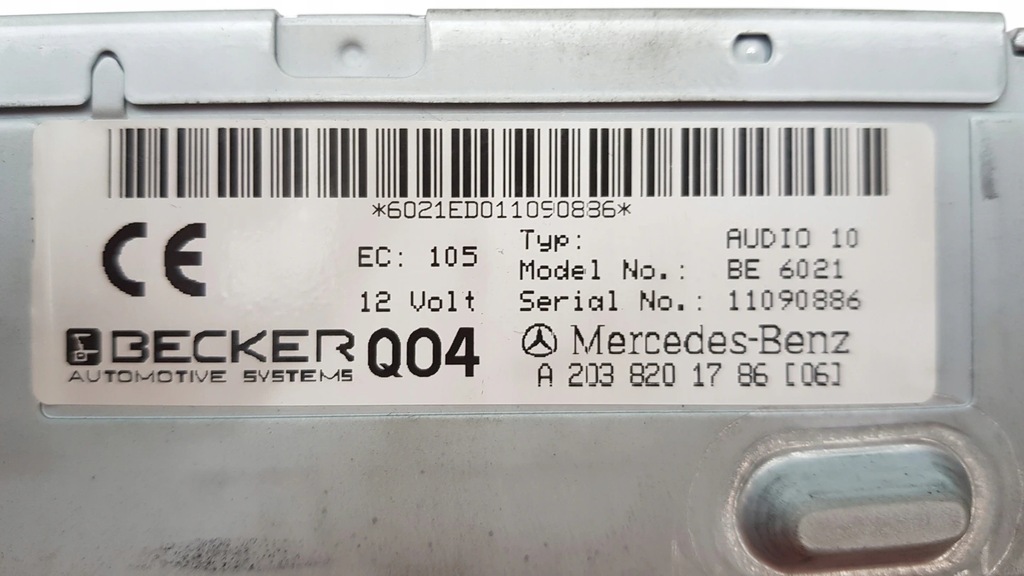 *6021ED011090886*
CE
EC: 105
12 Volt
Typ: AUDIO 10
Model No.: BE 6021
Serial No.: 11090886
BECKER
AUTOMOTIVE SYSTEMS
Q04
Mercedes-Benz
A 203 820 17 86 [06]